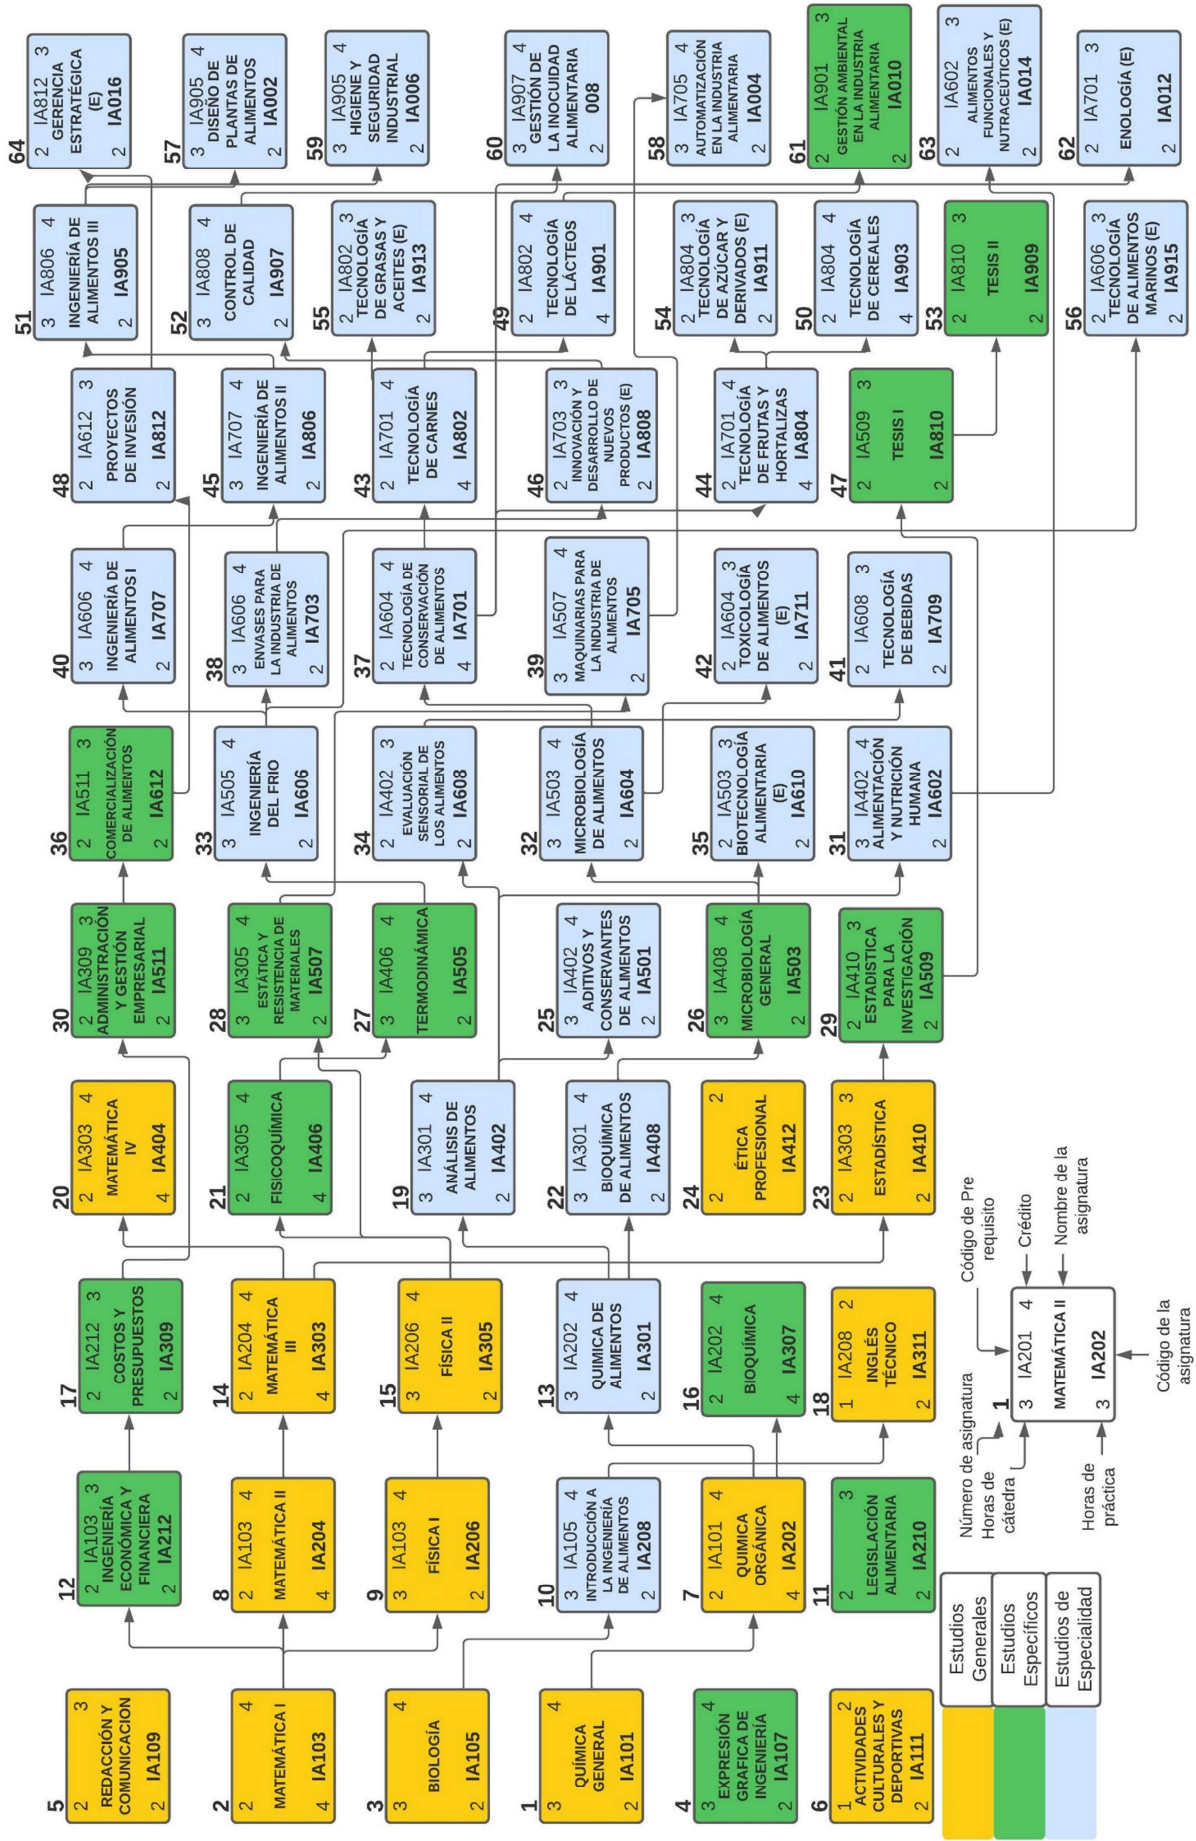 5
2 3
REDACCIÓN Y
COMUNICACION
IA109
2
2
2 4
MATEMÁTICA I
IA103
4
3
3 4
BIOLOGÍA
IA105
2
1
3 4
QUÍMICA
GENERAL
IA101
2
4
3 4
EXPRESIÓN
GRAFICA DE
INGENIERÍA
IA107
2
6
1 2
ACTIVIDADES
CULTURALES Y
DEPORTIVAS
IA111
2
12
2 IA103 3
INGENIERÍA
ECONÓMICA Y
FINANCIERA
IA212
2
8
2 IA103 4
MATEMÁTICA II
IA204
4
9
3 IA103 4
FÍSICA I
IA206
2
10
3 IA105 4
INTRODUCCIÓN A
LA INGENIERÍA
DE ALIMENTOS
IA208
2
7
2 IA101 4
QUIMICA
ORGÁNICA
IA202
4
11
2 3
LEGISLACIÓN
ALIMENTARIA
IA210
2
17
2 IA212 3
COSTOS Y
PRESUPUESTOS
IA309
2
14
2 IA204 4
MATEMÁTICA
III
IA303
4
15
3 IA206 4
FÍSICA II
IA305
2
13
3 IA202 4
QUIMICA DE
ALIMENTOS
IA301
2
16
2 IA202 4
BIOQUÍMICA
IA307
4
18
1 IA208 2
INGLÉS
TÉCNICO
IA311
2
20
2 IA303 4
MATEMÁTICA
IV
IA404
4
21
2 IA305 4
FISICOQUÍMICA
IA406
4
19
3 IA301 4
ANÁLISIS DE
ALIMENTOS
IA402
2
22
3 IA301 4
BIOQUÍMICA
DE ALIMENTOS
IA408
2
24
2 2
ÉTICA
PROFESIONAL
IA412
23
2 IA303 3
ESTADÍSTICA
IA410
2
30
2 IA309 3
ADMINISTRACIÓN
Y GESTIÓN
EMPRESARIAL
IA511
2
28
3 IA305 4
ESTÁTICA Y
RESISTENCIA DE
MATERIALES
IA507
2
27
3 IA406 4
TERMODINÁMICA
IA505
2
25
3 IA402 4
ADITIVOS Y
CONSERVANTES
DE ALIMENTOS
IA501
2
26
3 IA408 4
MICROBIOLOGÍA
GENERAL
IA503
2
29
2 IA410 3
ESTADISTICA
PARA LA
INVESTIGACIÓN
IA509
2
36
2 IA511 3
COMERCIALIZACIÓN
DE ALIMENTOS
IA612
2
33
3 IA505 4
INGENIERÍA
DEL FRIO
IA606
2
34
2 IA402 3
EVALUACIÓN
SENSORIAL DE
LOS ALIMENTOS
IA608
2
32
3 IA503 4
MICROBIOLOGÍA
DE ALIMENTOS
IA604
2
35
2 IA503 3
BIOTECNOLOGÍA
ALIMENTARIA
(E)
IA610
2
31
3 IA402 4
ALIMENTACIÓN
Y NUTRICIÓN
HUMANA
IA602
2
40
3 IA606 4
INGENIERÍA DE
ALIMENTOS I
IA707
2
38
3 IA606 4
ENVASES PARA
LA INDUSTRIA DE
ALIMENTOS
IA703
2
37
2 IA604 4
TECNOLOGÍA DE
CONSERVACIÓN
DE ALIMENTOS
IA701
4
39
3 IA507 4
MAQUINARIAS PARA
LA INDUSTRIA DE
ALIMENTOS
IA705
2
42
2 IA604 3
TOXICOLOGÍA
DE ALIMENTOS
(E)
IA711
2
41
2 IA608 3
TECNOLOGÍA
DE BEBIDAS
IA709
2
48
2 IA612 3
PROYECTOS
DE INVESIÓN
IA812
2
45
3 IA707 4
INGENIERÍA DE
ALIMENTOS II
IA806
2
43
2 IA701 4
TECNOLOGÍA
DE CARNES
IA802
4
46
2 IA703 3
INNOVACIÓN Y
DESARROLLO DE
NUEVOS
PRODUCTOS (E)
IA808
2
44
2 IA701 4
TECNOLOGÍA
DE FRUTAS Y
HORTALIZAS
IA804
4
47
2 IA509 3
TESIS I
IA810
2
51
3 IA806 4
INGENIERÍA DE
ALIMENTOS III
IA905
2
52
3 IA808 4
CONTROL DE
CALIDAD
IA907
2
55
2 IA802 3
TECNOLOGÍA
DE GRASAS Y
ACEITES (E)
IA913
2
49
2 IA802 4
TECNOLOGÍA
DE LÁCTEOS
IA901
4
54
2 IA804 3
TECNOLOGÍA
DE AZÚCAR Y
DERIVADOS (E)
IA911
2
50
2 IA804 4
TECNOLOGÍA
DE CEREALES
IA903
4
53
2 IA810 3
TESIS II
IA909
2
56
2 IA606 3
TECNOLOGÍA
DE ALIMENTOS
MARINOS (E)
IA915
2
64
2 IA812 3
GERENCIA
ESTRATÉGICA
(E)
IA016
2
57
3 IA905 4
DISEÑO DE
PLANTAS DE
ALIMENTOS
IA002
2
59
3 IA905 4
HIGIENE Y
SEGURIDAD
INDUSTRIAL
IA006
2
60
3 IA907 4
GESTIÓN DE
LA INOCUIDAD
ALIMENTARIA
008
2
58
3 IA705 4
AUTOMATIZACIÓN
EN LA INDUSTRIA
ALIMENTARIA
IA004
2
61
2 IA901 3
GESTIÓN AMBIENTAL
EN LA INDUSTRIA
ALIMENTARIA
IA010
2
63
2 IA602 3
ALIMENTOS
FUNCIONALES Y
NUTRACEÚTICOS (E)
IA014
2
62
2 IA701 3
ENOLOGÍA (E)
IA012
2
Estudios
Generales
Estudios
Específicos
Estudios de
Especialidad
Número de asignatura
Horas de
cátedra
Horas de
práctica
1
3 IA201 4
MATEMÁTICA II
IA202
3
Código de Pre
requisito
Crédito
Nombre de la
asignatura
Código de la
asignatura